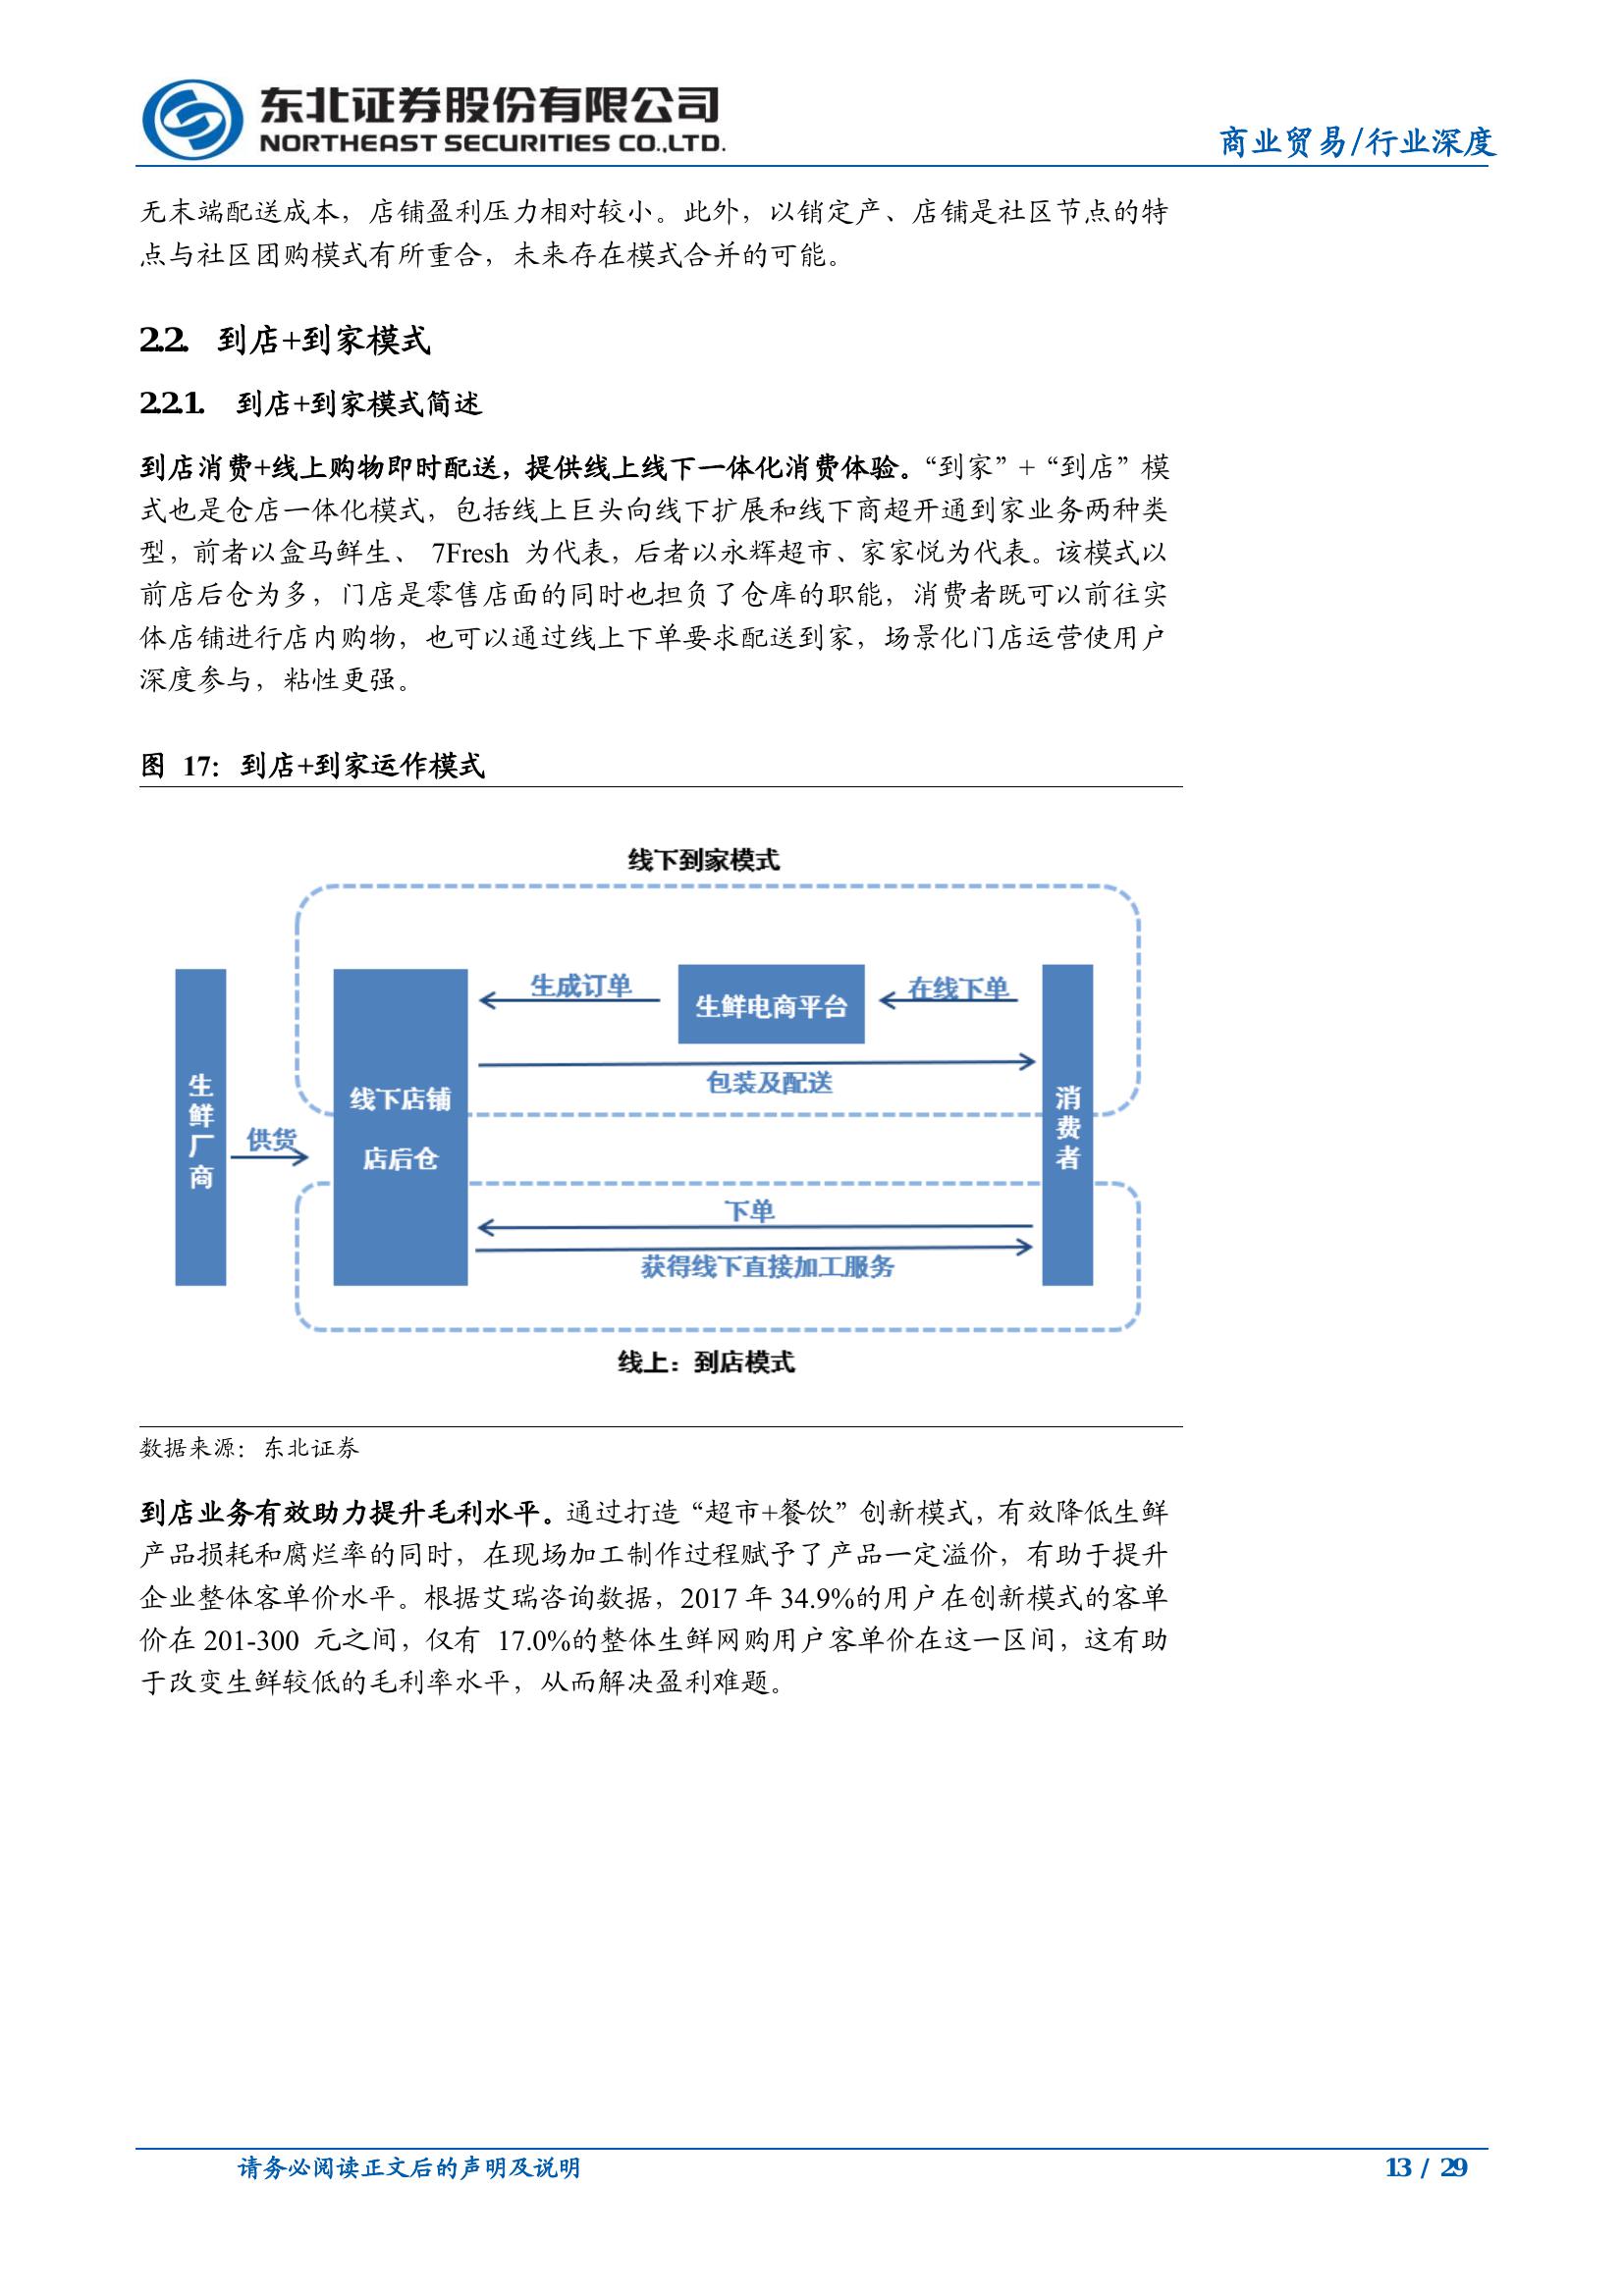 东北证券股份有限公司
NORTHEAST SECURITIES CO.,LTD.
商业贸易/行业深度
无末端配送成本，店铺盈利压力相对较小。此外，以销定产、店铺是社区节点的特
点与社区团购模式有所重合，未来存在模式合并的可能。
2.2. 到店+到家模式
2.2.1. 到店+到家模式简述
到店消费+线上购物即时配送，提供线上线下一体化消费体验。“到家”+“到店”模
式也是仓店一体化模式，包括线上巨头向线下扩展和线下商超开通到家业务两种类
型，前者以盒马鲜生、 7Fresh 为代表，后者以永辉超市、家家悦为代表。该模式以
前店后仓为多，门店是零售店面的同时也担负了仓库的职能，消费者既可以前往实
体店铺进行店内购物，也可以通过线上下单要求配送到家，场景化门店运营使用户
深度参与，粘性更强。
图 17：到店+到家运作模式
线下到家模式
生成订单
生鲜电商平台
在线下单
包装及配送
生鲜厂商
供货
线下店铺
店后仓
消费者
下单
获得线下直接加工服务
线上：到店模式
数据来源：东北证券
到店业务有效助力提升毛利水平。通过打造“超市+餐饮”创新模式，有效降低生鲜
产品损耗和腐烂率的同时，在现场加工制作过程赋予了产品一定溢价，有助于提升
企业整体客单价水平。根据艾瑞咨询数据，2017 年 34.9%的用户在创新模式的客单
价在 201-300 元之间，仅有 17.0%的整体生鲜网购用户客单价在这一区间，这有助
于改变生鲜较低的毛利率水平，从而解决盈利难题。
请务必阅读正文后的声明及说明
13 / 29